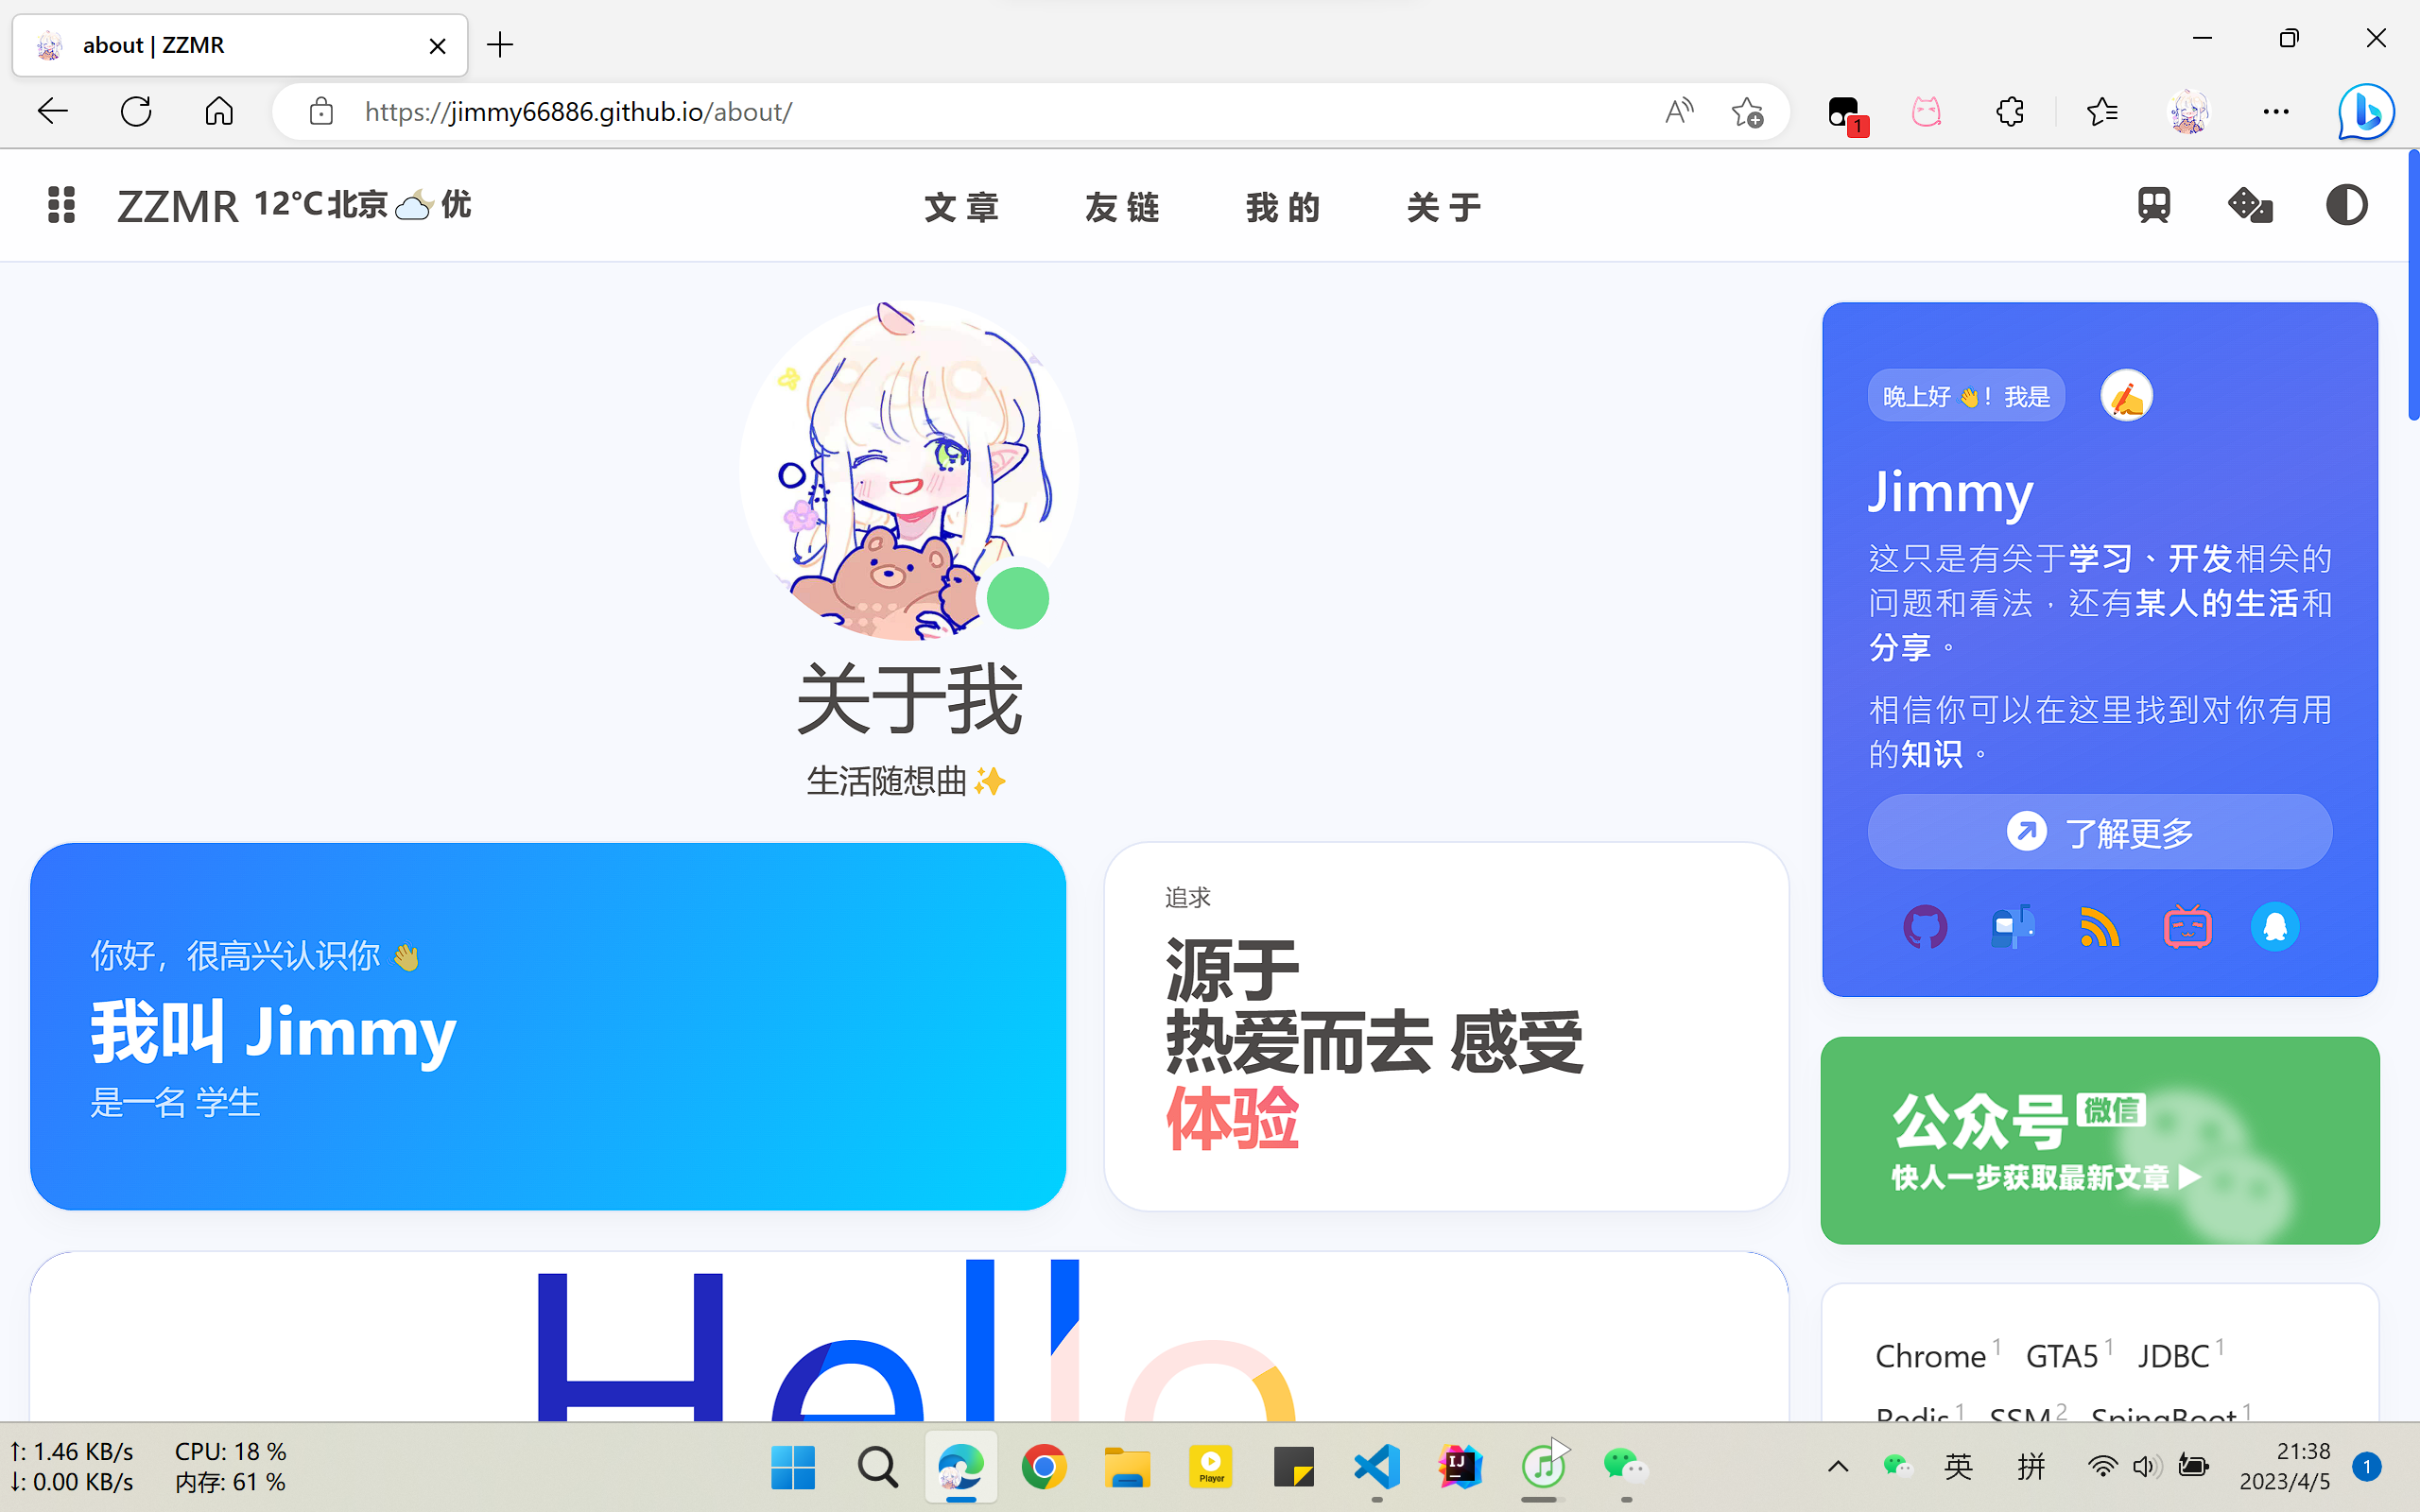 about | ZZMR
https://jimmy66886.github.io/about/
1
ZZMR 12°C北京 优
文章 友链 我的 关于
晚上好 👋！我是
Jimmy
这只是有关于学习、开发相关的
问题和看法，还有某人的生活和
分享。
相信你可以在这里找到对你有用
的知识。
了解更多
关于我
生活随想曲✨
你好，很高兴认识你 👋
我叫 Jimmy
是一名 学生
追求
源于
热爱而去 感受
体验
公众号 微信
快人一步获取最新文章 ▶
Hello
Chrome 1 GTA5 1 JDBC 1
Redis 1 SSM 2 SpingBoot 1
↑: 1.46 KB/s CPU: 18 %
↓: 0.00 KB/s 内存: 61 %
Player
IJ
英 拼
21:38
2023/4/5
1